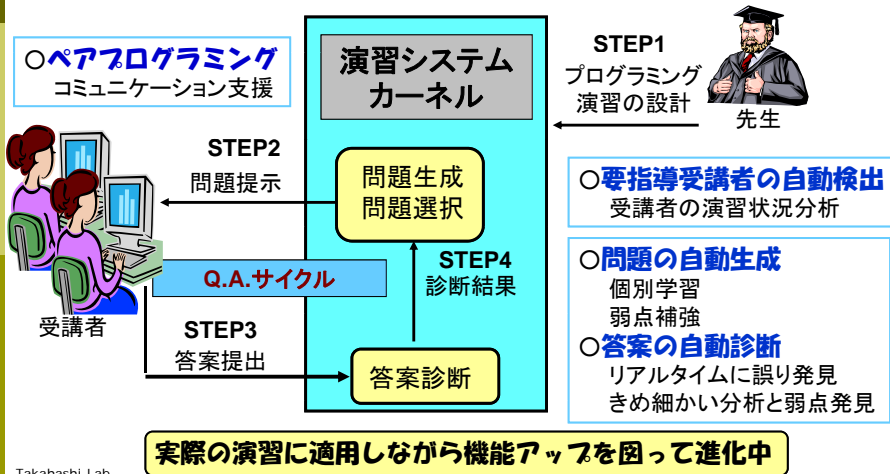 ○ペアプログラミング
コミュニケーション支援
演習システム
カーネル
STEP1
プログラミング
演習の設計
先生
STEP2
問題提示
問題生成
問題選択
○要指導受講者の自動検出
受講者の演習状況分析
Q.A.サイクル
STEP4
診断結果
○問題の自動生成
個別学習
弱点補強
○答案の自動診断
リアルタイムに誤り発見
きめ細かい分析と弱点発見
受講者
STEP3
答案提出
答案診断
実際の演習に適用しながら機能アップを図って進化中
Takahashi Lab